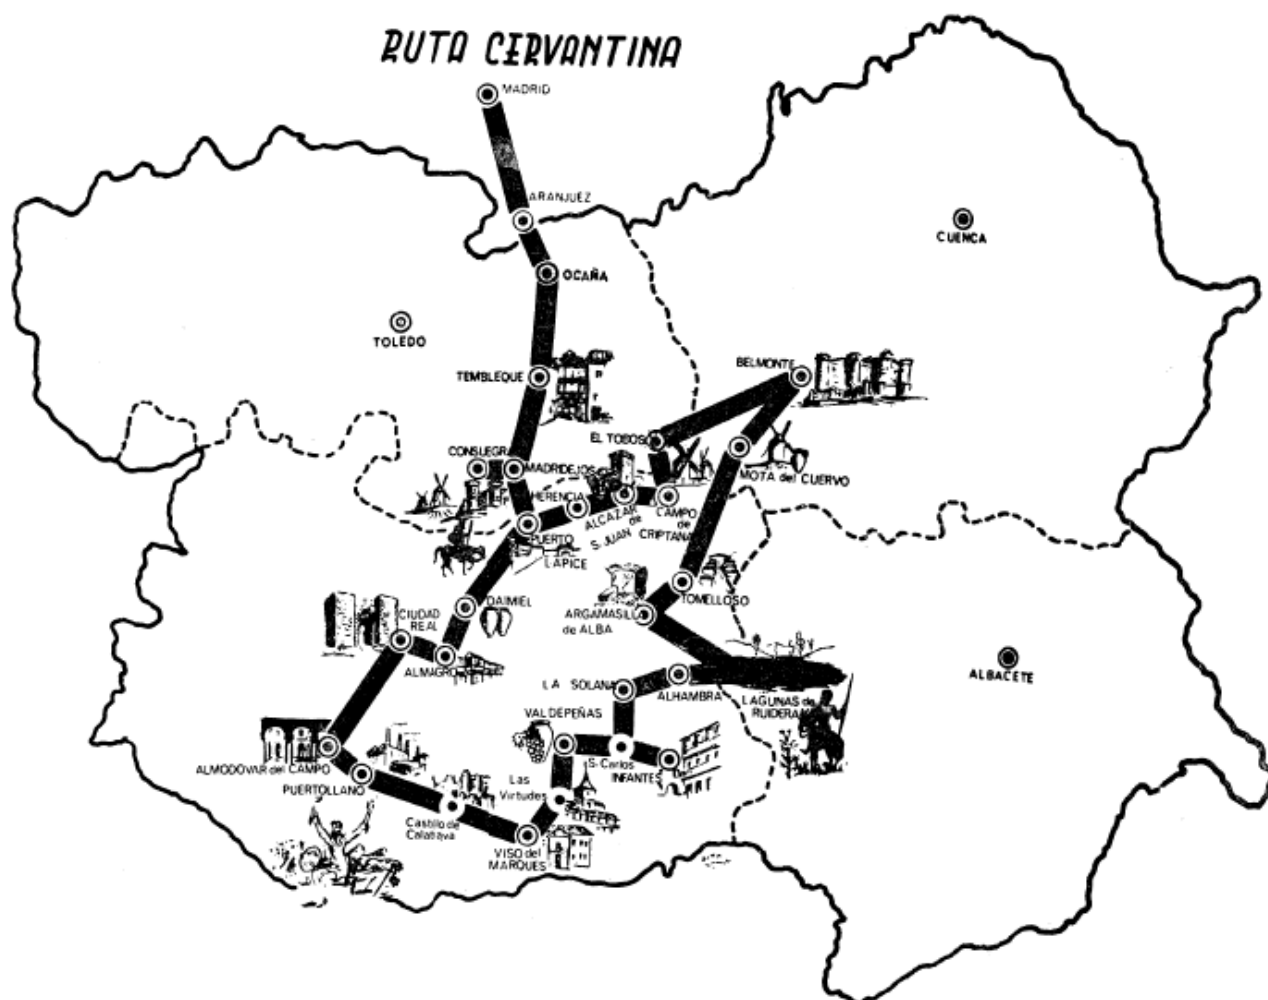 RUTA CERVANTINA
MADRID
ARANJUEZ
CUENCA
OCAÑA
TOLEDO
BELMONTE
TEMBLEQUE
EL TOBOSO
CONSUEGRA
MADRIDEJOS
MOTA del CUERVO
HERENCIA
ALCAZAR
de
S. JUAN
CAMPO
de
CRIPTANA
PUERTO
LAPICE
DAIMIEL
TOMELLOSO
ARGAMASILLA
de ALBA
CIUDAD
REAL
ALMAGRO
ALBACETE
LA SOLANA
ALHAMBRA
LAGUNAS de
RUIDERA
VALDEPEÑAS
S. Carlos
INFANTES
ALMODÓVAR del CAMPO
PUERTOLLANO
Las
Virtudes
Castillo de
Calatrava
VISO del
MARQUES